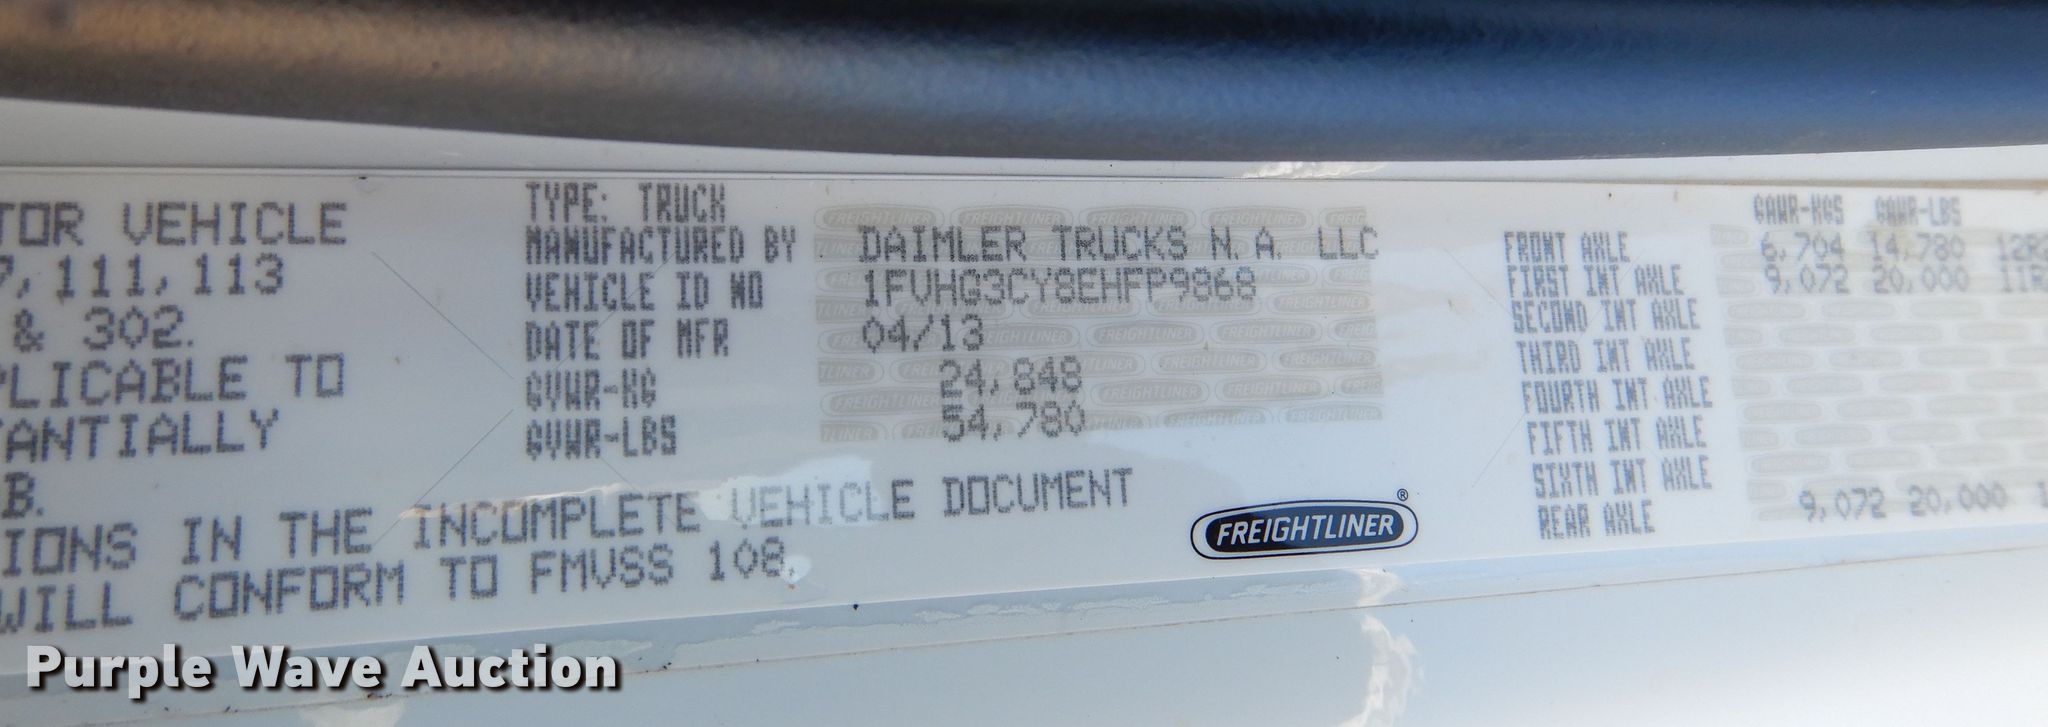 TOR VEHICLE
7, 111, 113
& 302.
PLICABLE TO
TANTIALLY
B.
IONS IN THE INCOMPLETE VEHICLE DOCUMENT
WILL CONFORM TO FMVSS 108.
TYPE: TRUCK
MANUFACTURED BY DAIMLER TRUCKS N.A. LLC
VEHICLE ID NO 1FVHG3CY8EHFP9868
DATE OF MFR 04/13
GVWR-KG 24,848
GVWR-LBS 54,780
FREIGHTLINER®
GAWR-KGS GAWR-LBS
FRONT AXLE 6,704 14,780 12R2
FIRST INT AXLE 9,072 20,000 11R
SECOND INT AXLE
THIRD INT AXLE
FOURTH INT AXLE
FIFTH INT AXLE
SIXTH INT AXLE
REAR AXLE 9,072 20,000 1
Purple Wave Auction